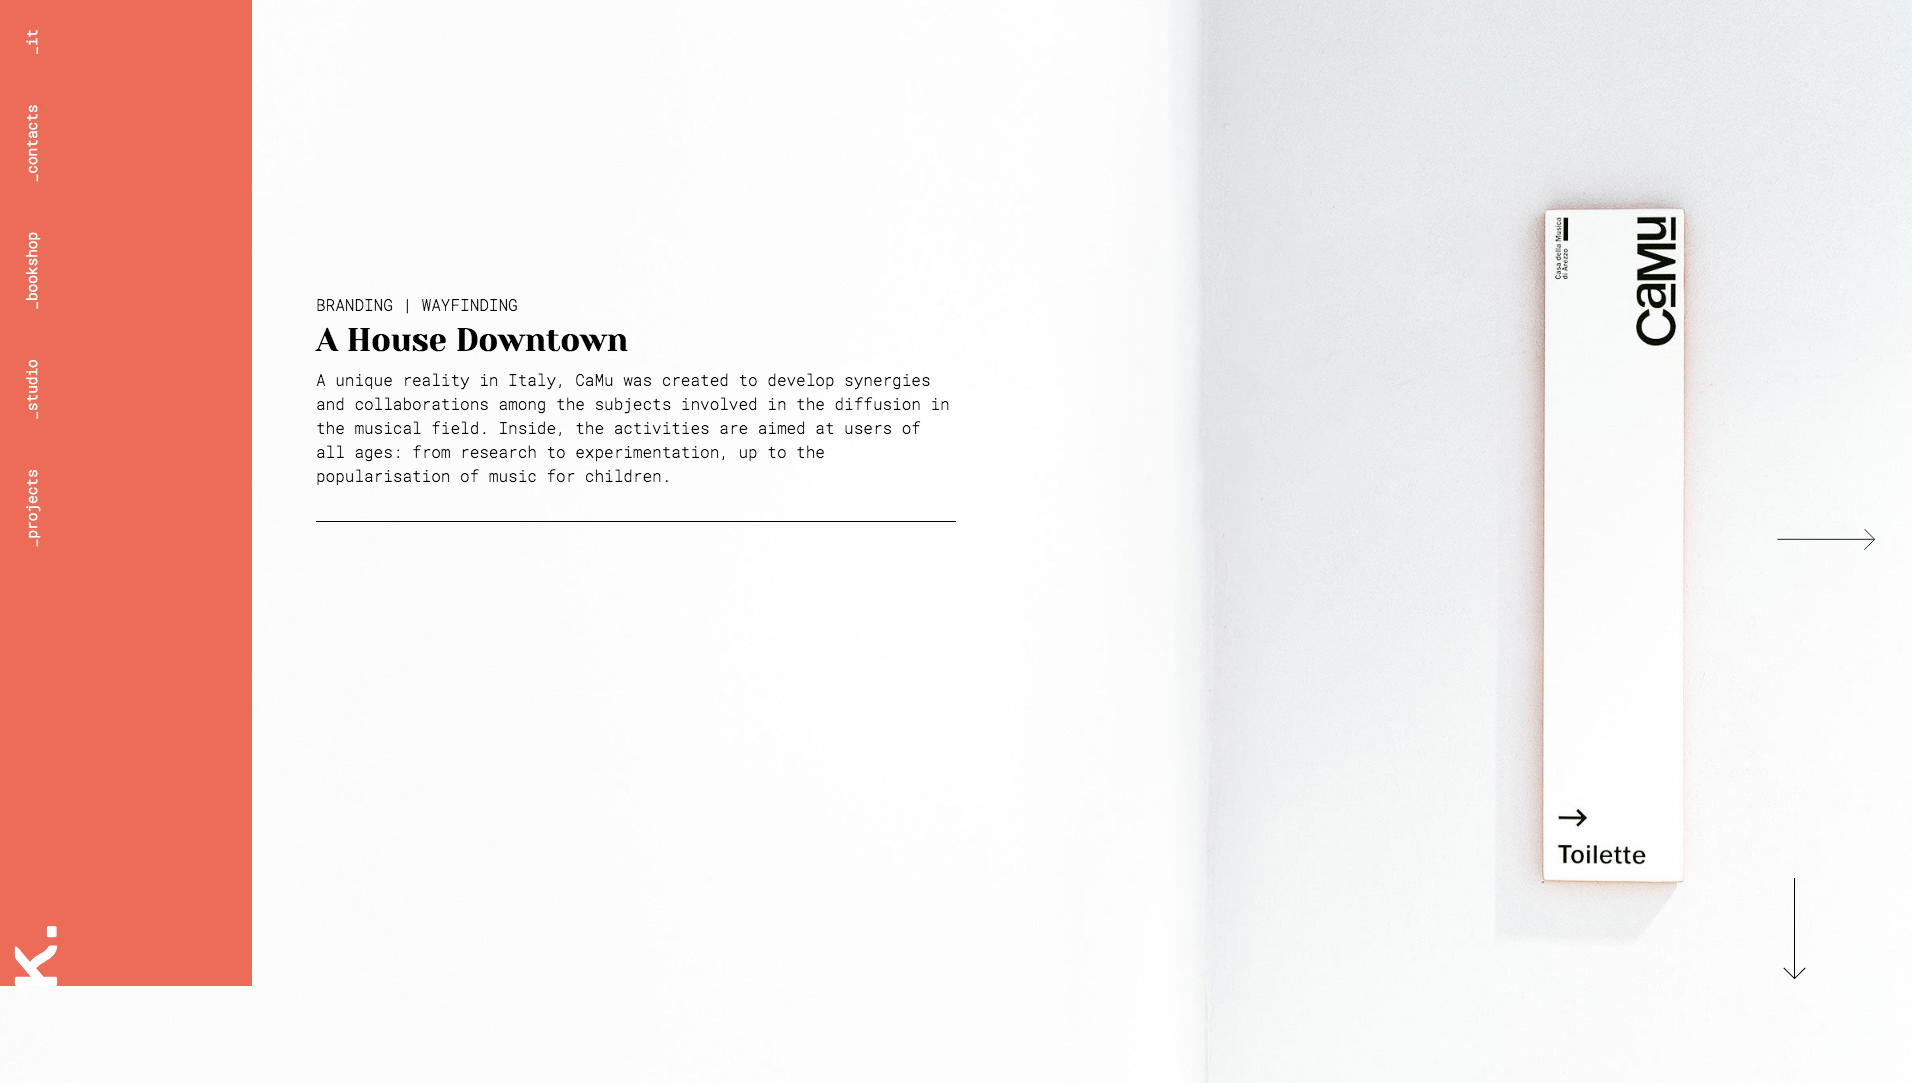 _it
_contacts
_bookshop
_studio
_projects
k.
BRANDING | WAYFINDING
A House Downtown
A unique reality in Italy, CaMu was created to develop synergies
and collaborations among the subjects involved in the diffusion in
the musical field. Inside, the activities are aimed at users of
all ages: from research to experimentation, up to the
popularisation of music for children.
Casa della Musica
di Arezzo
CaMu
→
Toilette